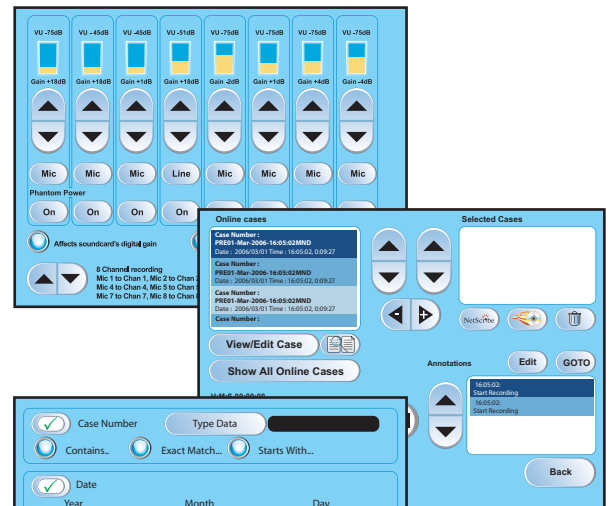 VU -75dB VU -45dB VU -45dB VU -51dB VU -75dB VU -75dB VU -75dB VU -75dB
Gain +18dB Gain +18dB Gain +1dB Gain +18dB Gain -2dB Gain +1dB Gain +4dB Gain -4dB
Mic Mic Mic Line Mic Mic Mic Mic
Phantom Power
On On On On
Affects soundcard's digital gain
8 Channel recording
Mic 1 to Chan 1, Mic 2 to Chan
Mic 4 to Chan 4, Mic 5 to Chan
Mic 7 to Chan 7, Mic 8 to Chan
Online cases
Case Number :
PRE01-Mar-2006-16:05:02MND
Date : 2006/03/01 Time : 16:05:02, 0:09:27
Case Number :
PRE01-Mar-2006-16:05:02MND
Date : 2006/03/01 Time : 16:05:02, 0:09:27
Case Number :
PRE01-Mar-2006-16:05:02MND
Date : 2006/03/01 Time : 16:05:02, 0:09:27
Case Number :
View/Edit Case
Show All Online Cases
H:M:S 00:00:00
Selected Cases
NetScribe
Annotations
Edit GOTO
16:05:02:
Start Recording
16:05:02:
Start Recording
Back
Case Number
Type Data
Contains.. Exact Match... Starts With...
Date
Year Month Day